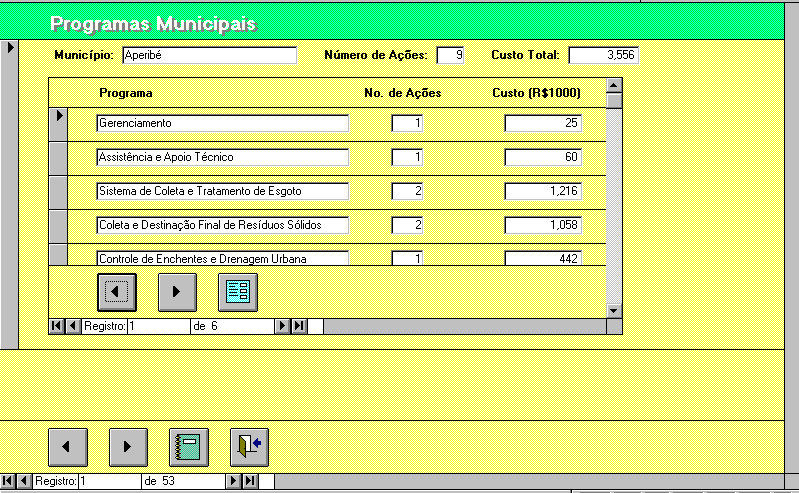 Programas Municipais
Município: Aperibé Número de Ações: 9 Custo Total: 3,556
Programa No. de Ações Custo (R$1000)
Gerenciamento 1 25
Assistência e Apoio Técnico 1 60
Sistema de Coleta e Tratamento de Esgoto 2 1,216
Coleta e Destinação Final de Resíduos Sólidos 2 1,058
Controle de Enchentes e Drenagem Urbana 1 442
Registro: 1 de 6
Registro: 1 de 53